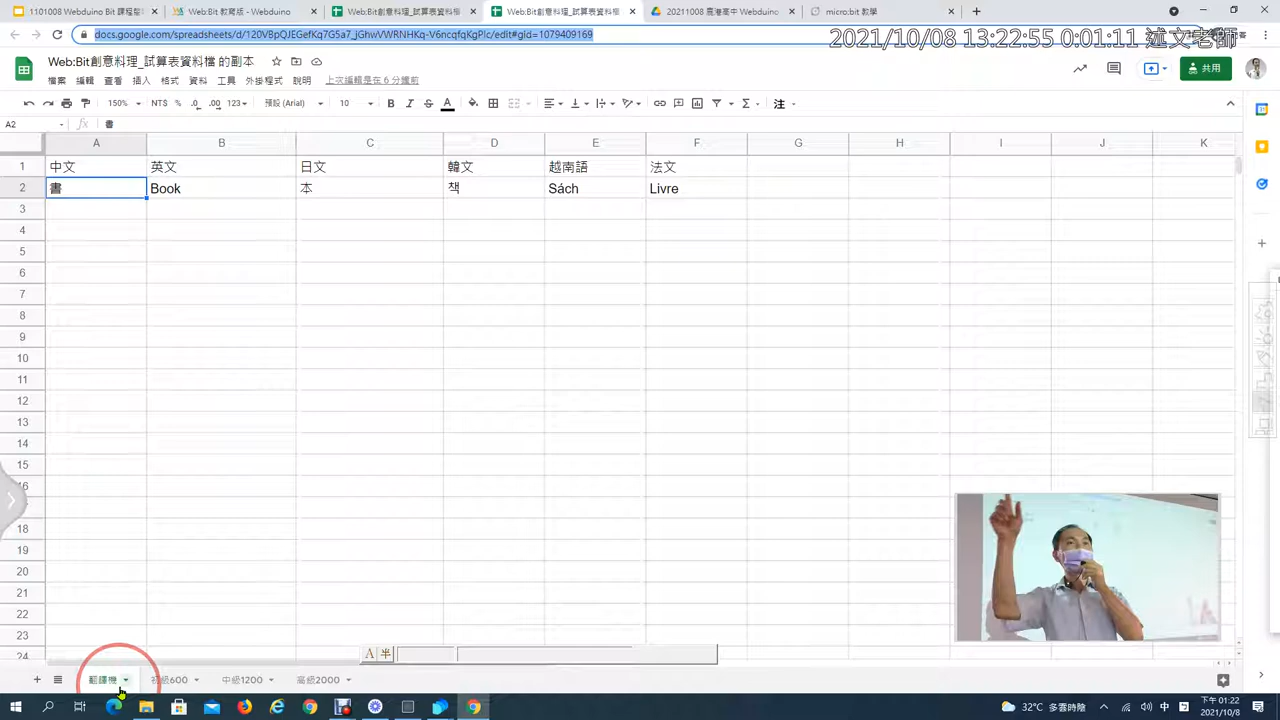 1101008 Webduino Bit 課程
Web:Bit 教育版 - Webduino
Web:Bit創意料理_試算表資料檔
Web:Bit創意料理_試算表資料檔
20211008 鹿港高中 Webduino
micro:bit 教學
docs.google.com/spreadsheets/d/120VBpQJEGefKq7G5a7_jGhwVWRNHKq-V6ncqfqKgPlc/edit#gid=1079409169
2021/10/08 13:22:55 0:01:11 述文老師
Web:Bit創意料理_試算表資料檔 的副本
共用
檔案 編輯 查看 插入 格式 資料 工具 外掛程式 說明 上次編輯是在 6 分鐘前
150% NT$ % .0 .00 123 預設 (Arial) 10 B I S A 注
A2 fx 書
A B C D E F G H I J K
1 中文 英文 日文 韓文 越南語 法文
2 書 Book 本 책 Sách Livre
3
4
5
6
7
8
9
10
11
12
13
14
15
16
18
19
20
21
22
23
24
A 半
翻譯機 初級600 中級1200 高級2000
32°C 多雲時晴 中 下午 01:22
2021/10/8